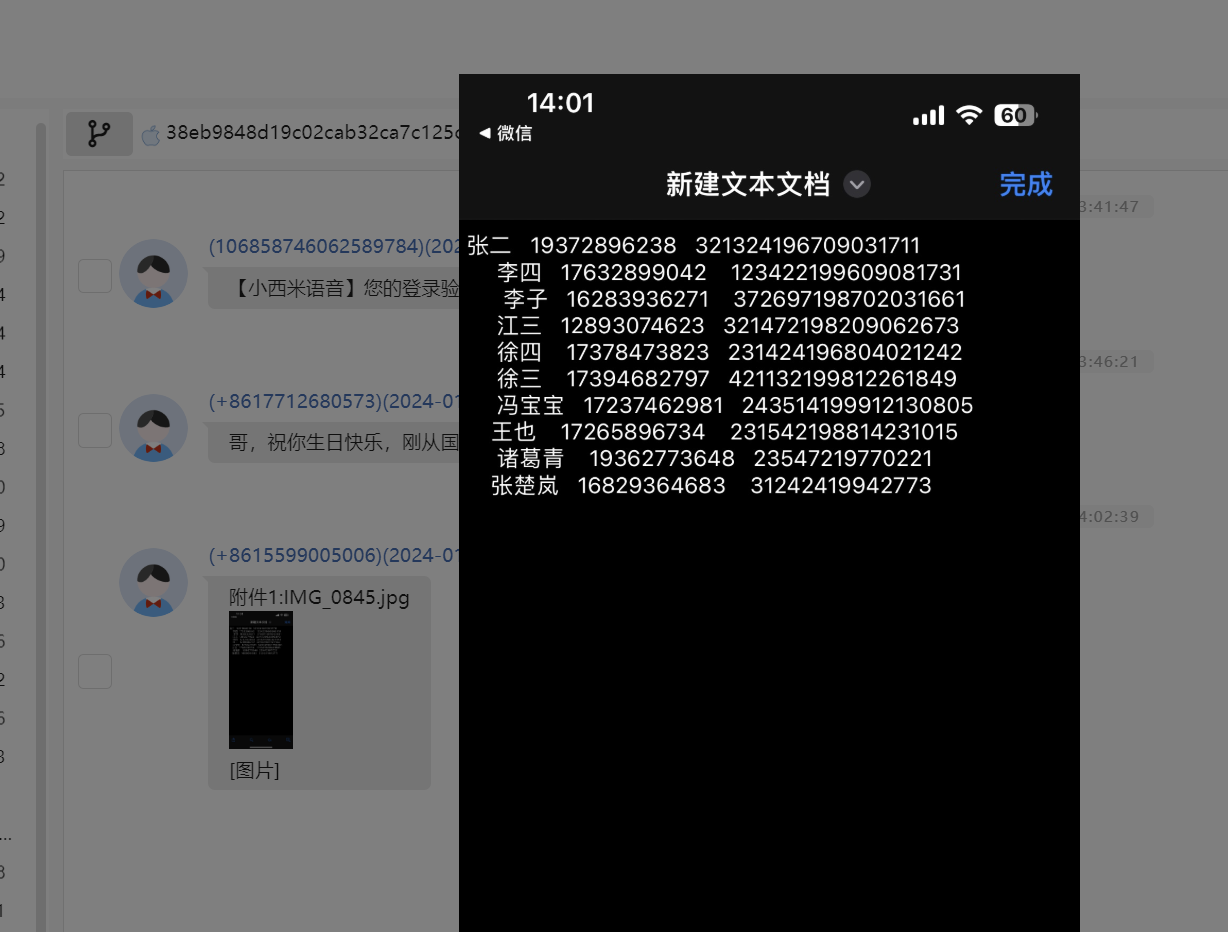 14:01
60
◀ 微信
新建文本文档
完成
张二 19372896238 321324196709031711
李四 17632899042 123422199609081731
李子 16283936271 372697198702031661
江三 12893074623 321472198209062673
徐四 17378473823 231424196804021242
徐三 17394682797 421132199812261849
冯宝宝 17237462981 243514199912130805
王也 17265896734 231542198814231015
诸葛青 19362773648 23547219770221
张楚岚 16829364683 31242419942773
38eb9848d19c02cab32ca7c125c
3:41:47
(106858746062589784)(202
【小西米语音】您的登录验
3:46:21
(+8617712680573)(2024-01
哥，祝你生日快乐，刚从国
4:02:39
(+8615599005006)(2024-01
附件1:IMG_0845.jpg
[图片]